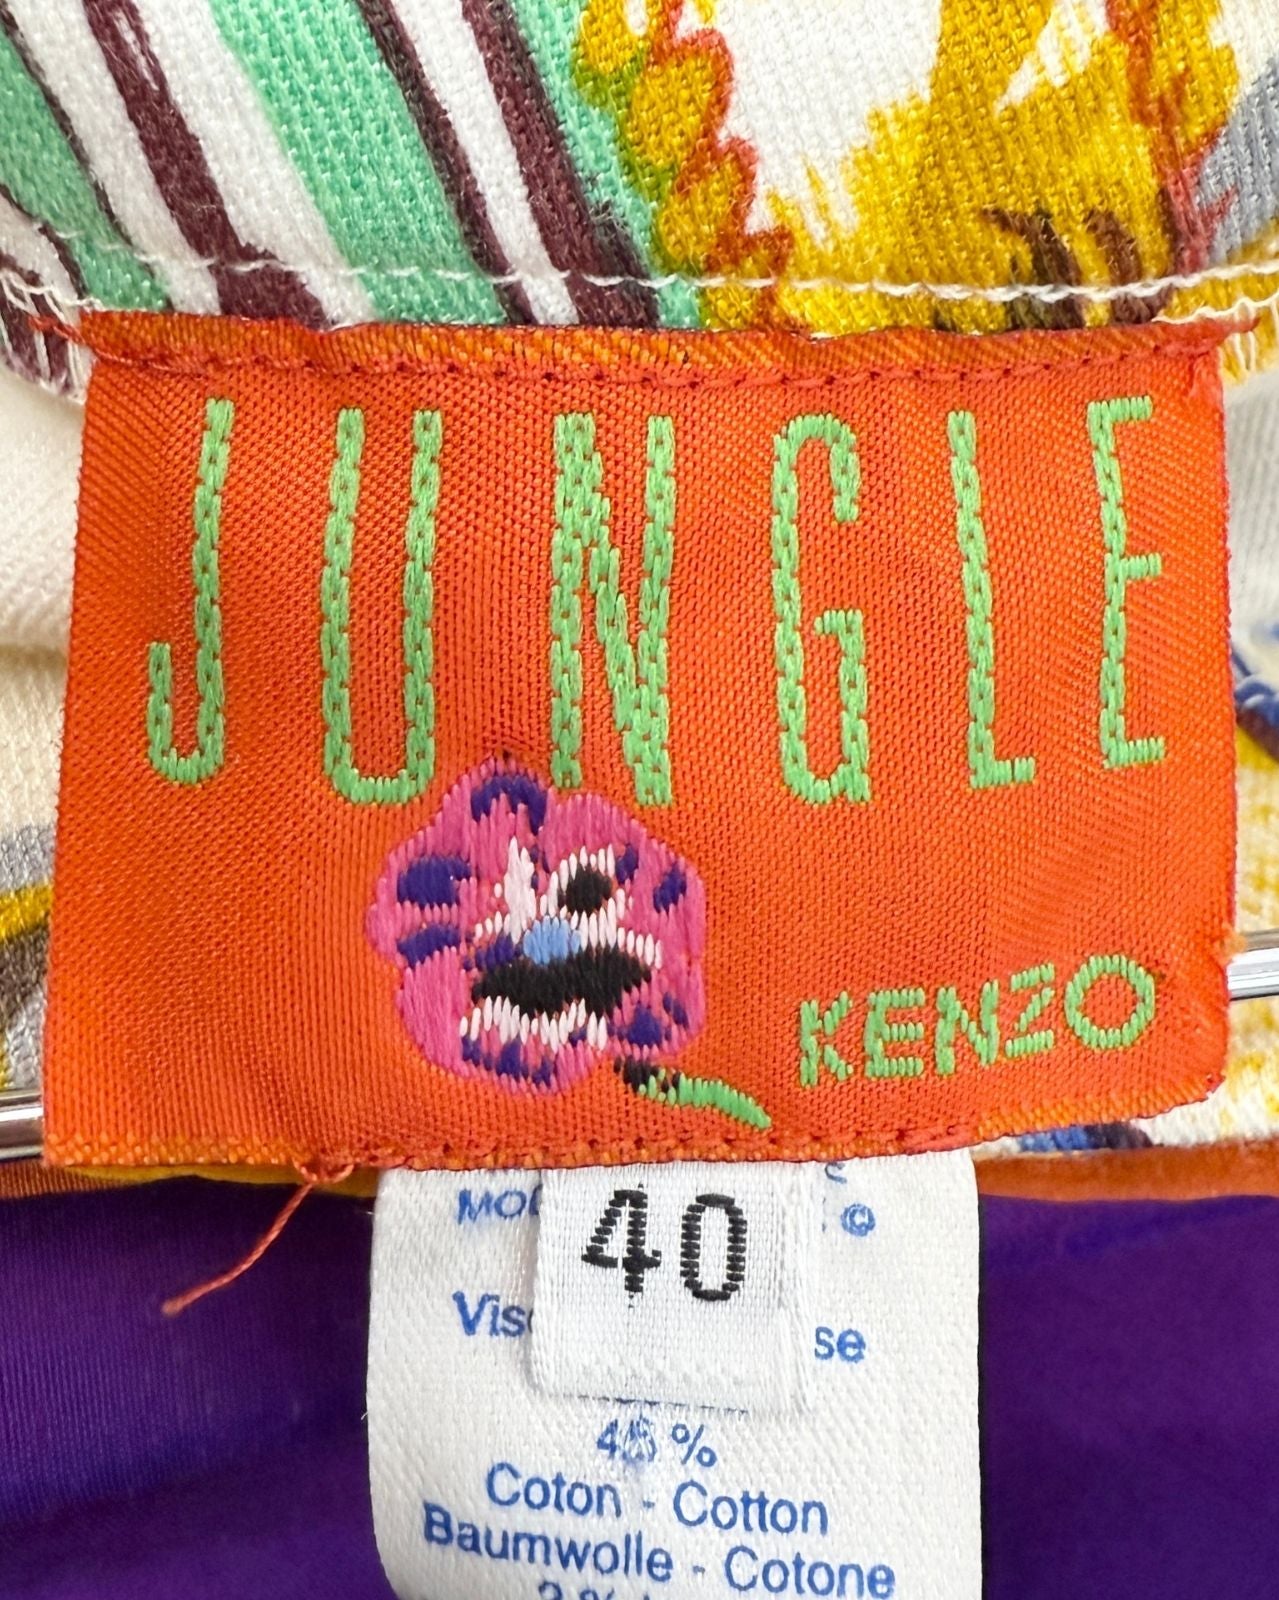 JUNGLE
KENZO
40
©
%
Coton - Cotton
Baumwolle - Cotone